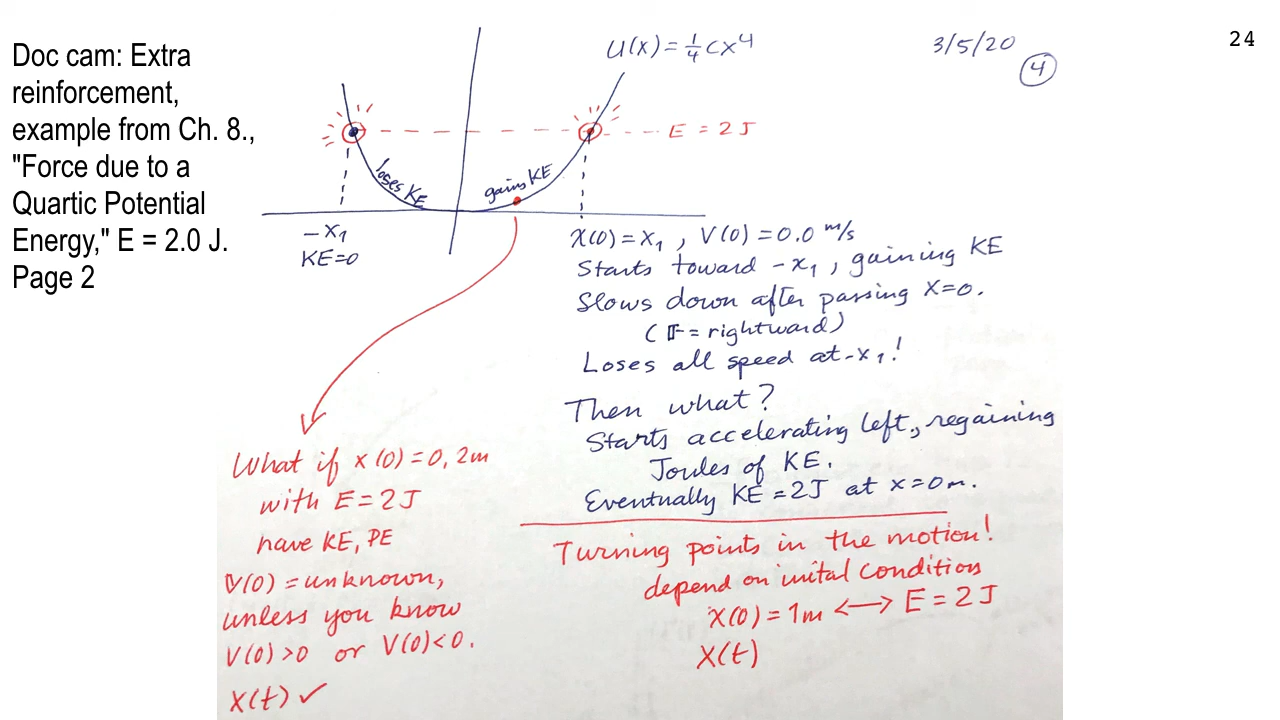 Doc cam: Extra
reinforcement,
example from Ch. 8.,
"Force due to a
Quartic Potential
Energy," E = 2.0 J.
Page 2
24
3/5/20
4
U(x) = 1/4 Cx⁴
E = 2 J
loses KE
gains KE
-x₁
KE=0
x(0) = x₁ , V(0) = 0.0 m/s
Starts toward -x₁ , gaining KE
Slows down after passing x=0.
(F = rightward)
Loses all speed at -x₁!
Then what?
Starts accelerating left, regaining
Joules of KE.
Eventually KE = 2J at x=0m.
Turning points in the motion!
depend on inital condition
x(0) = 1m <—> E = 2 J
X(t)
What if x(0) = 0,2m
with E = 2 J
have KE, PE
V(0) = unknown,
unless you know
V(0) >0 or V(0) <0.
X(t) ✓